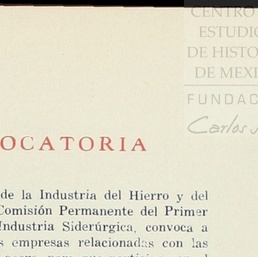 CENTRO
ESTUDIO
DE HISTO
DE MEXI
FUNDAC
Carlos
OCATORIA
de la Industria del Hierro y del
Comisión Permanente del Primer
Industria Siderúrgica, convoca a
s empresas relacionadas con las